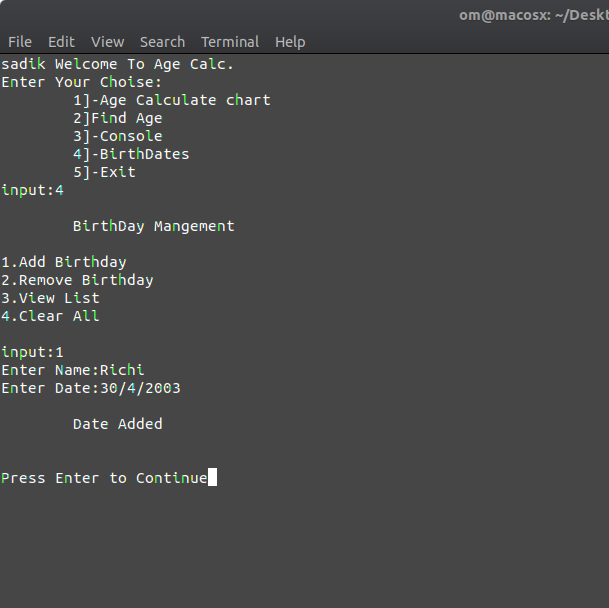 om@macosx: ~/Deskt
File Edit View Search Terminal Help
sadik Welcome To Age Calc.
Enter Your Choise:
1]-Age Calculate chart
2]Find Age
3]-Console
4]-BirthDates
5]-Exit
input:4
BirthDay Mangement
1.Add Birthday
2.Remove Birthday
3.View List
4.Clear All
input:1
Enter Name:Richi
Enter Date:30/4/2003
Date Added
Press Enter to Continue